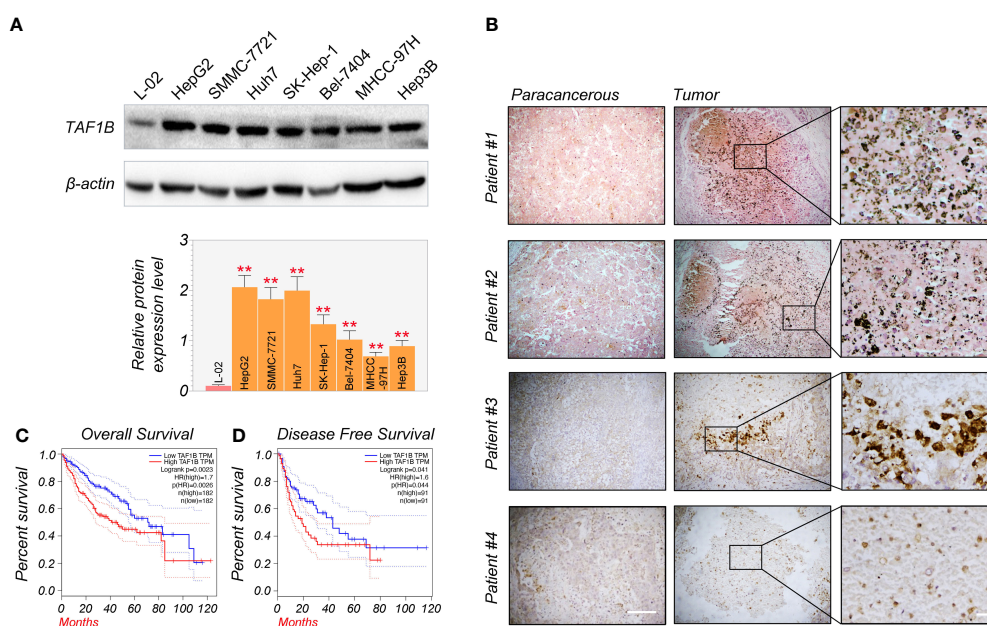 A
L-02
HepG2
SMMC-7721
Huh7
SK-Hep-1
Bel-7404
MHCC-97H
Hep3B
TAF1B
β-actin
Relative protein
expression level
3
2
1
0
**
**
**
**
**
**
**
L-02
HepG2
SMMC-7721
Huh7
SK-Hep-1
Bel-7404
MHCC
-97H
Hep3B
B
Paracancerous
Tumor
Patient #1
Patient #2
Patient #3
Patient #4
C
Overall Survival
Percent survival
1.0
0.8
0.6
0.4
0.2
0.0
Low TAF1B TPM
High TAF1B TPM
Logrank p=0.0023
HR(high)=1.7
p(HR)=0.0026
n(high)=182
n(low)=182
0 20 40 60 80 100 120
Months
D
Disease Free Survival
Percent survival
1.0
0.8
0.6
0.4
0.2
0.0
Low TAF1B TPM
High TAF1B TPM
Logrank p=0.041
HR(high)=1.6
p(HR)=0.044
n(high)=91
n(low)=91
0 20 40 60 80 100 120
Months